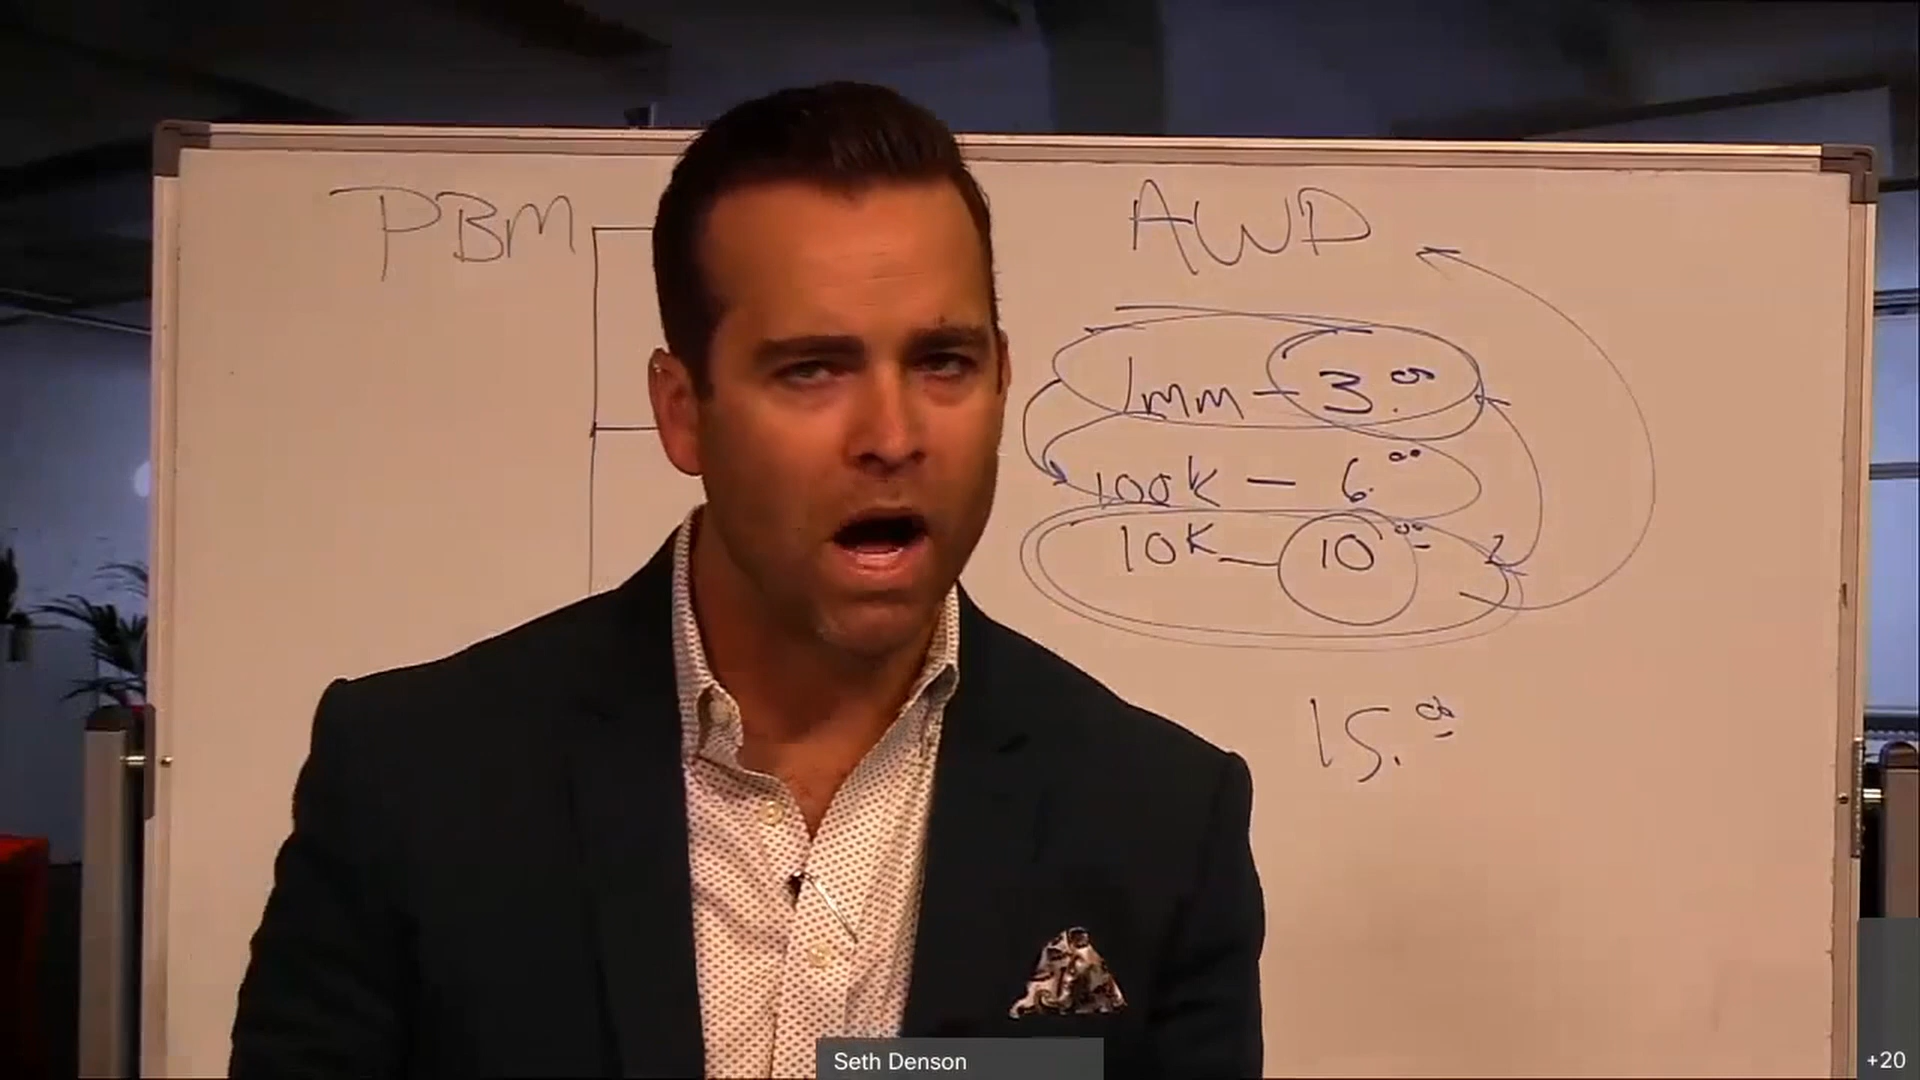 PBM
AWP
1mm - 3.00
100K - 6.00
10K - 10.00
15.00
Seth Denson
+20